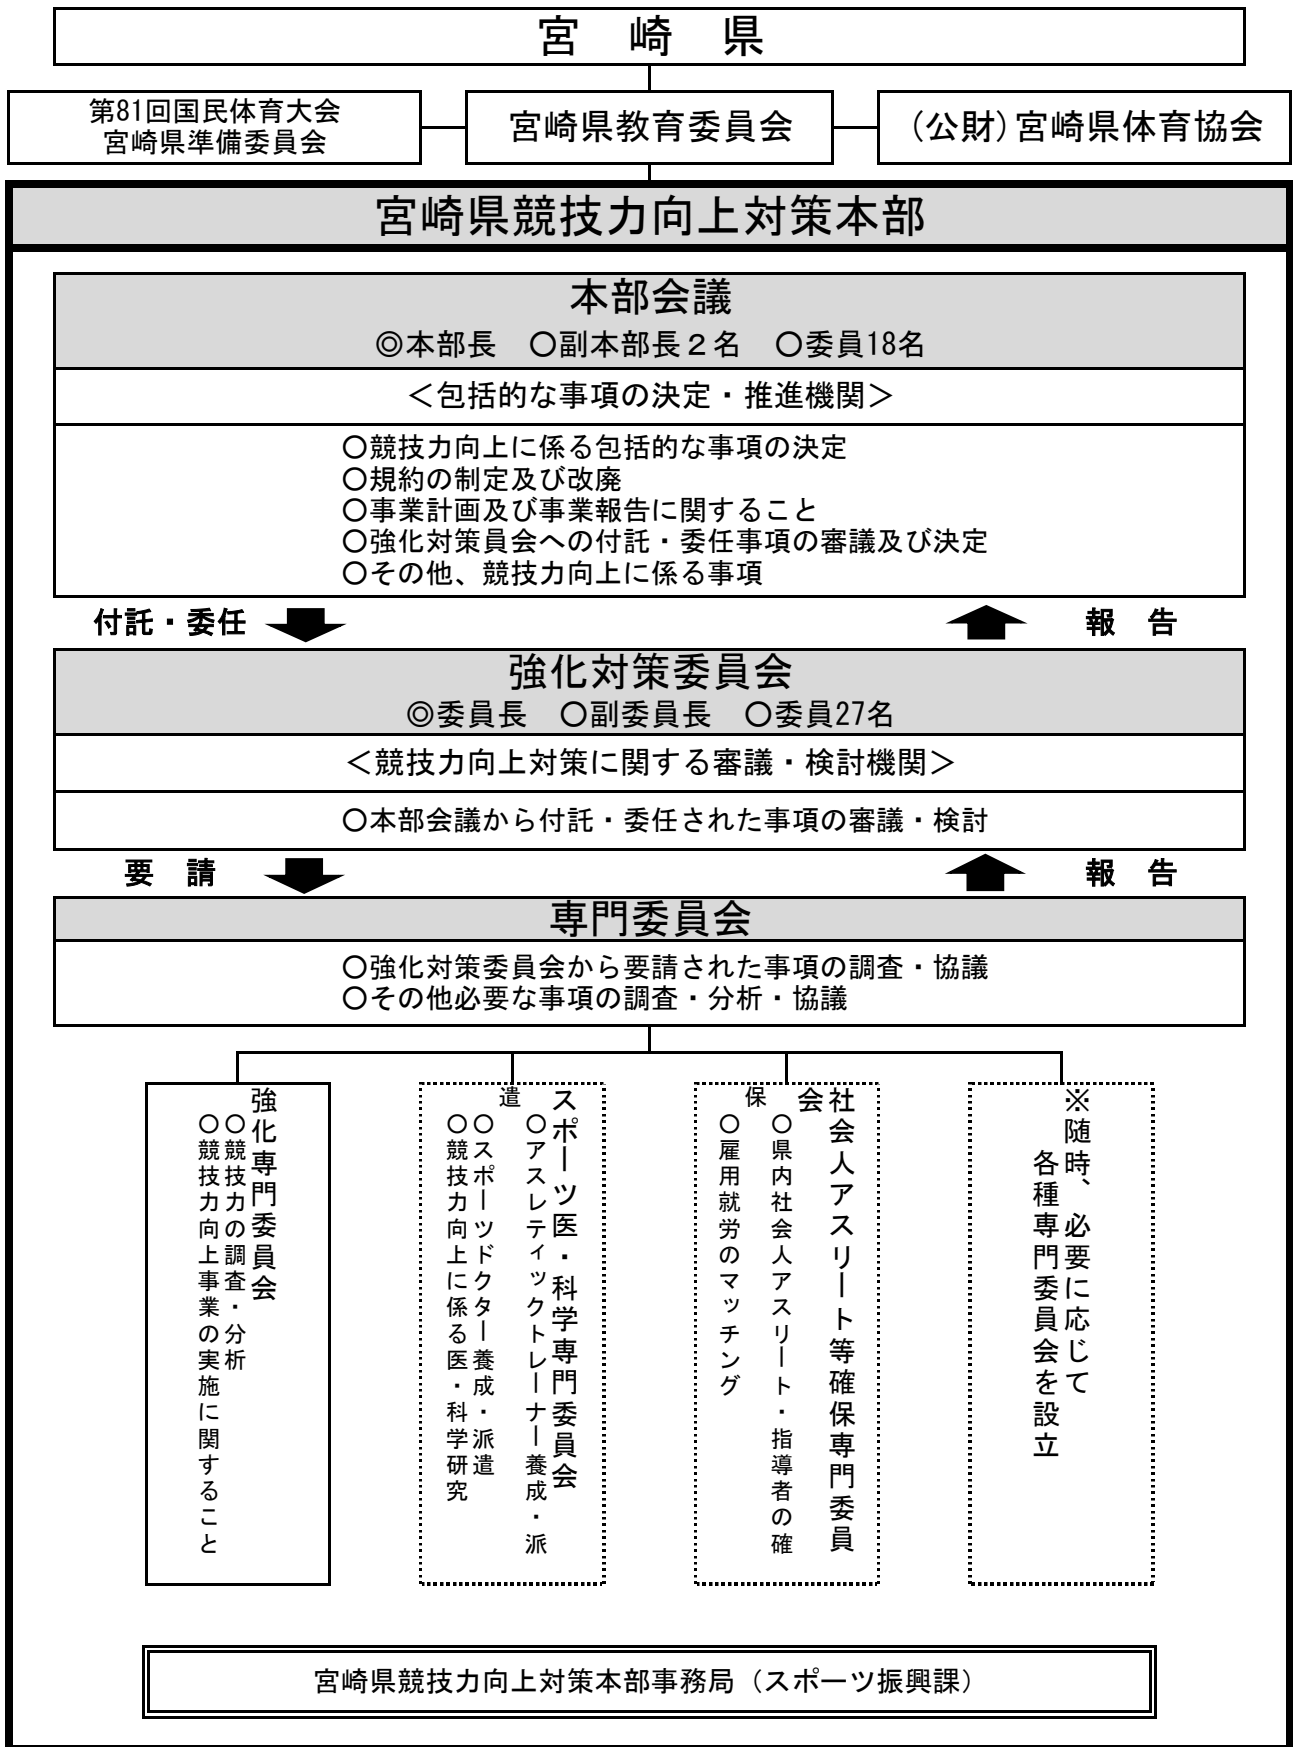 宮　崎　県
第81回国民体育大会
宮崎県準備委員会
宮崎県教育委員会
(公財)宮崎県体育協会
宮崎県競技力向上対策本部
本部会議
◎本部長　○副本部長２名　○委員18名
＜包括的な事項の決定・推進機関＞
○競技力向上に係る包括的な事項の決定
○規約の制定及び改廃
○事業計画及び事業報告に関すること
○強化対策員会への付託・委任事項の審議及び決定
○その他、競技力向上に係る事項
付託・委任
報　告
強化対策委員会
◎委員長　○副委員長　○委員27名
＜競技力向上対策に関する審議・検討機関＞
○本部会議から付託・委任された事項の審議・検討
要　請
報　告
専門委員会
○強化対策委員会から要請された事項の調査・協議
○その他必要な事項の調査・分析・協議
強化専門委員会
○競技力の調査・分析
○競技力向上事業の実施に関すること
スポーツ医・科学専門委員会
○アスレティックトレーナー養成・派
遣
○スポーツドクター養成・派遣
○競技力向上に係る医・科学研究
社会人アスリート等確保専門委員
会
○県内社会人アスリート・指導者の確
保
○雇用就労のマッチング
※随時、必要に応じて
各種専門委員会を設立
宮崎県競技力向上対策本部事務局（スポーツ振興課）